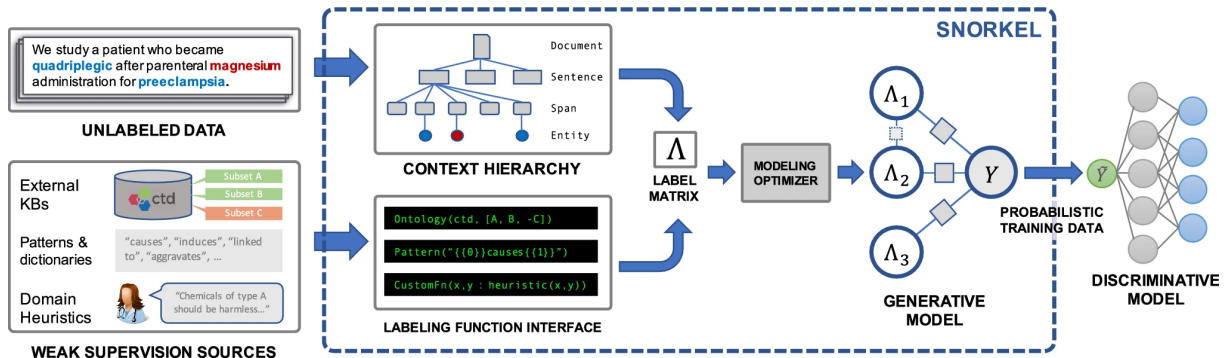 We study a patient who became
quadriplegic after parenteral magnesium
administration for preeclampsia.
UNLABELED DATA
External
KBs
ctd
Subset A
Subset B
Subset C
Patterns &
dictionaries
“causes”, “induces”, “linked
to”, “aggravates”, …
Domain
Heuristics
“Chemicals of type A
should be harmless…”
WEAK SUPERVISION SOURCES
SNORKEL
Document
Sentence
Span
Entity
CONTEXT HIERARCHY
Ontology(ctd, [A, B, -C])
Pattern(“{{0}}causes{{1}}”)
CustomFn(x,y : heuristic(x,y))
LABELING FUNCTION INTERFACE
Λ
LABEL
MATRIX
MODELING
OPTIMIZER
Λ1
Λ2
Λ3
Y
GENERATIVE
MODEL
PROBABILISTIC
TRAINING DATA
Ỹ
DISCRIMINATIVE
MODEL